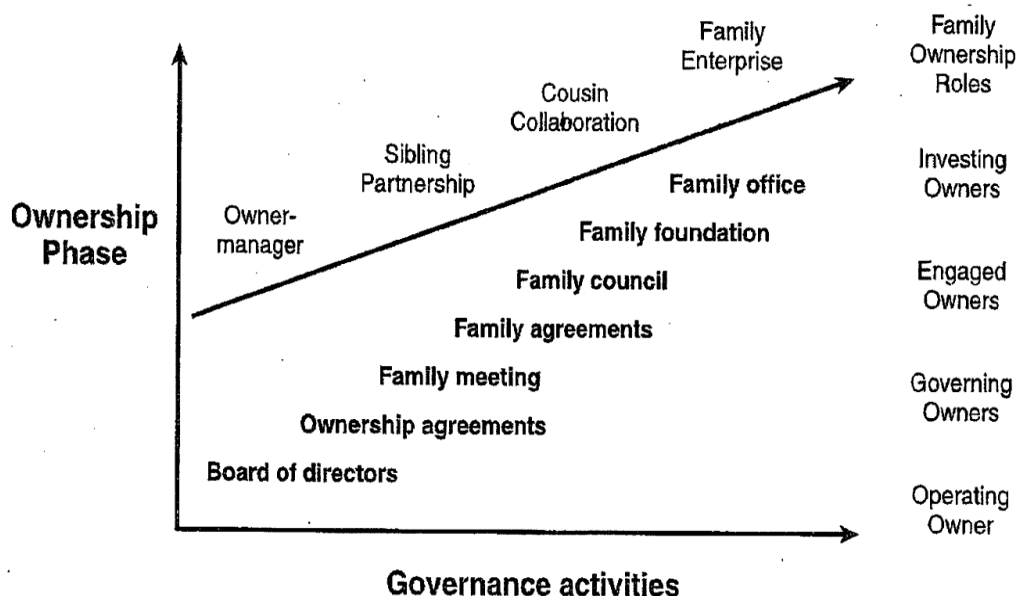 Family
Enterprise
Family
Ownership
Roles
Cousin
Collaboration
Sibling
Partnership
Investing
Owners
Family office
Ownership
Phase
Owner-
manager
Family foundation
Family council
Engaged
Owners
Family agreements
Family meeting
Governing
Owners
Ownership agreements
Board of directors
Operating
Owner
Governance activities